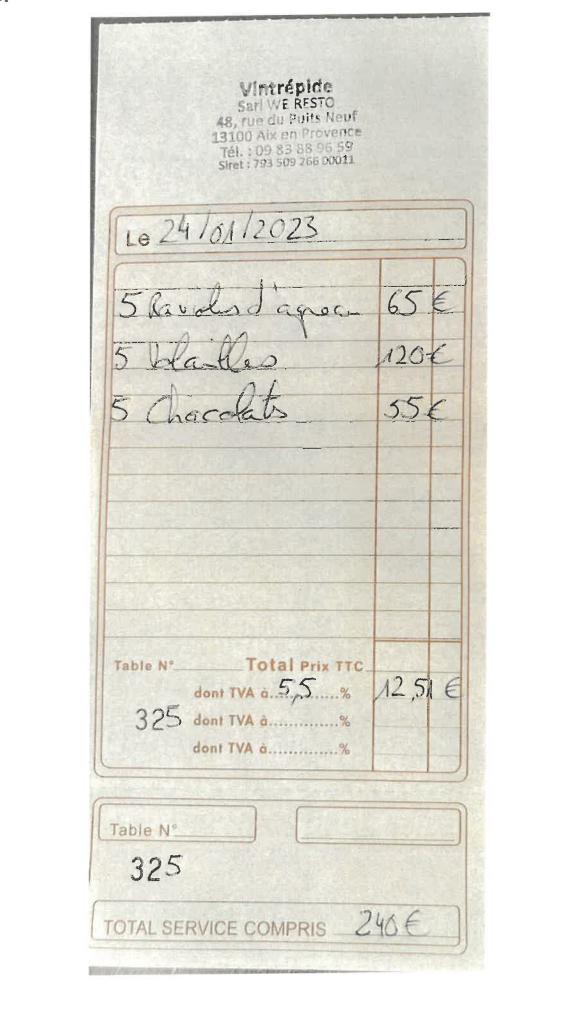 Vintrépide
Sarl WE RESTO
48, rue du Puits Neuf
13100 Aix en Provence
Tél. : 09 83 88 96 59
Siret : 793 509 266 00011
Le 24/01/2023
5 Ravioles d'agneau 65 €
5 Volailles 120 €
5 Chocolats 55 €
Table N° Total Prix TTC
dont TVA à..5,5.....% 12,51 €
325 dont TVA à.............%
dont TVA à.............%
Table N°
325
TOTAL SERVICE COMPRIS 240 €